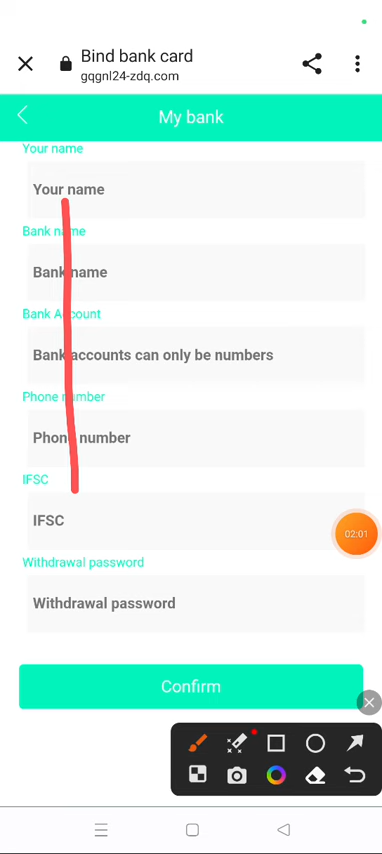 Bind bank card
gqgnl24-zdq.com
My bank
Your name
Your name
Bank name
Bank name
Bank Account
Bank accounts can only be numbers
Phone number
Phone number
IFSC
IFSC
02:01
Withdrawal password
Withdrawal password
Confirm